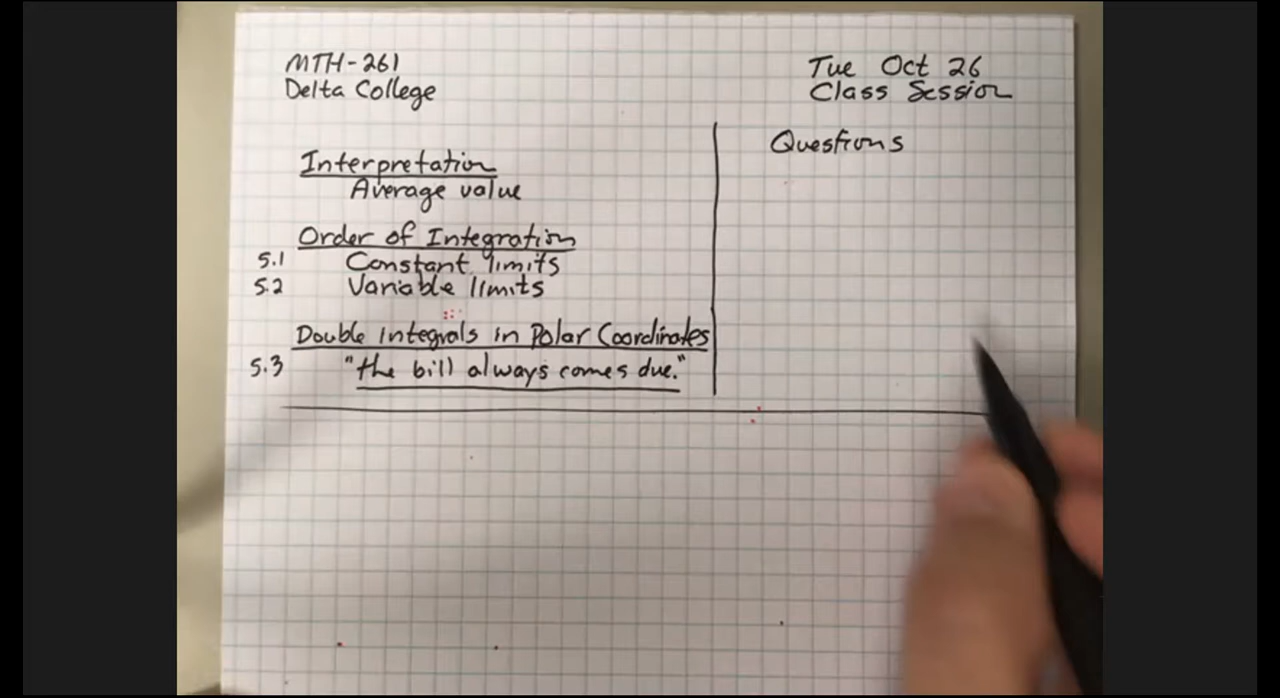 MTH-261
Delta College
Tue Oct 26
Class Session
Interpretation
Average value
Order of Integration
5.1 Constant limits
5.2 Variable limits
Double Integrals in Polar Coordinates
5.3 "the bill always comes due."
Questions